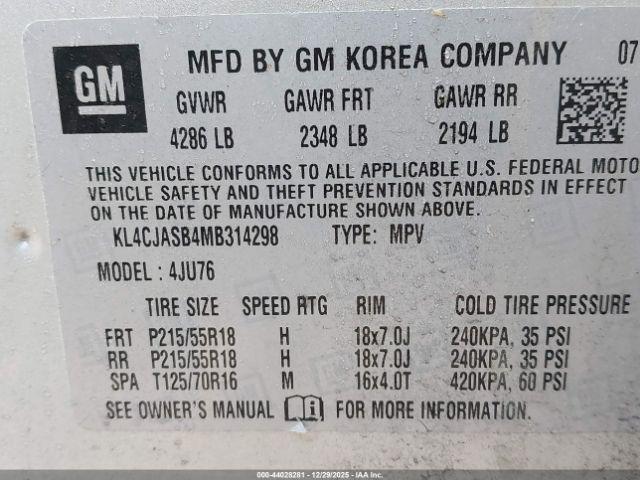 GM
MFD BY GM KOREA COMPANY 07
GVWR GAWR FRT GAWR RR
4286 LB 2348 LB 2194 LB
THIS VEHICLE CONFORMS TO ALL APPLICABLE U.S. FEDERAL MOTO
VEHICLE SAFETY AND THEFT PREVENTION STANDARDS IN EFFECT
ON THE DATE OF MANUFACTURE SHOWN ABOVE.
KL4CJASB4MB314298 TYPE: MPV
MODEL : 4JU76
TIRE SIZE SPEED RTG RIM COLD TIRE PRESSURE
FRT P215/55R18 H 18x7.0J 240KPA, 35 PSI
RR P215/55R18 H 18x7.0J 240KPA, 35 PSI
SPA T125/70R16 M 16x4.0T 420KPA, 60 PSI
SEE OWNER'S MANUAL i FOR MORE INFORMATION.
000-44028281 - 12/29/2025 - IAAI.COM